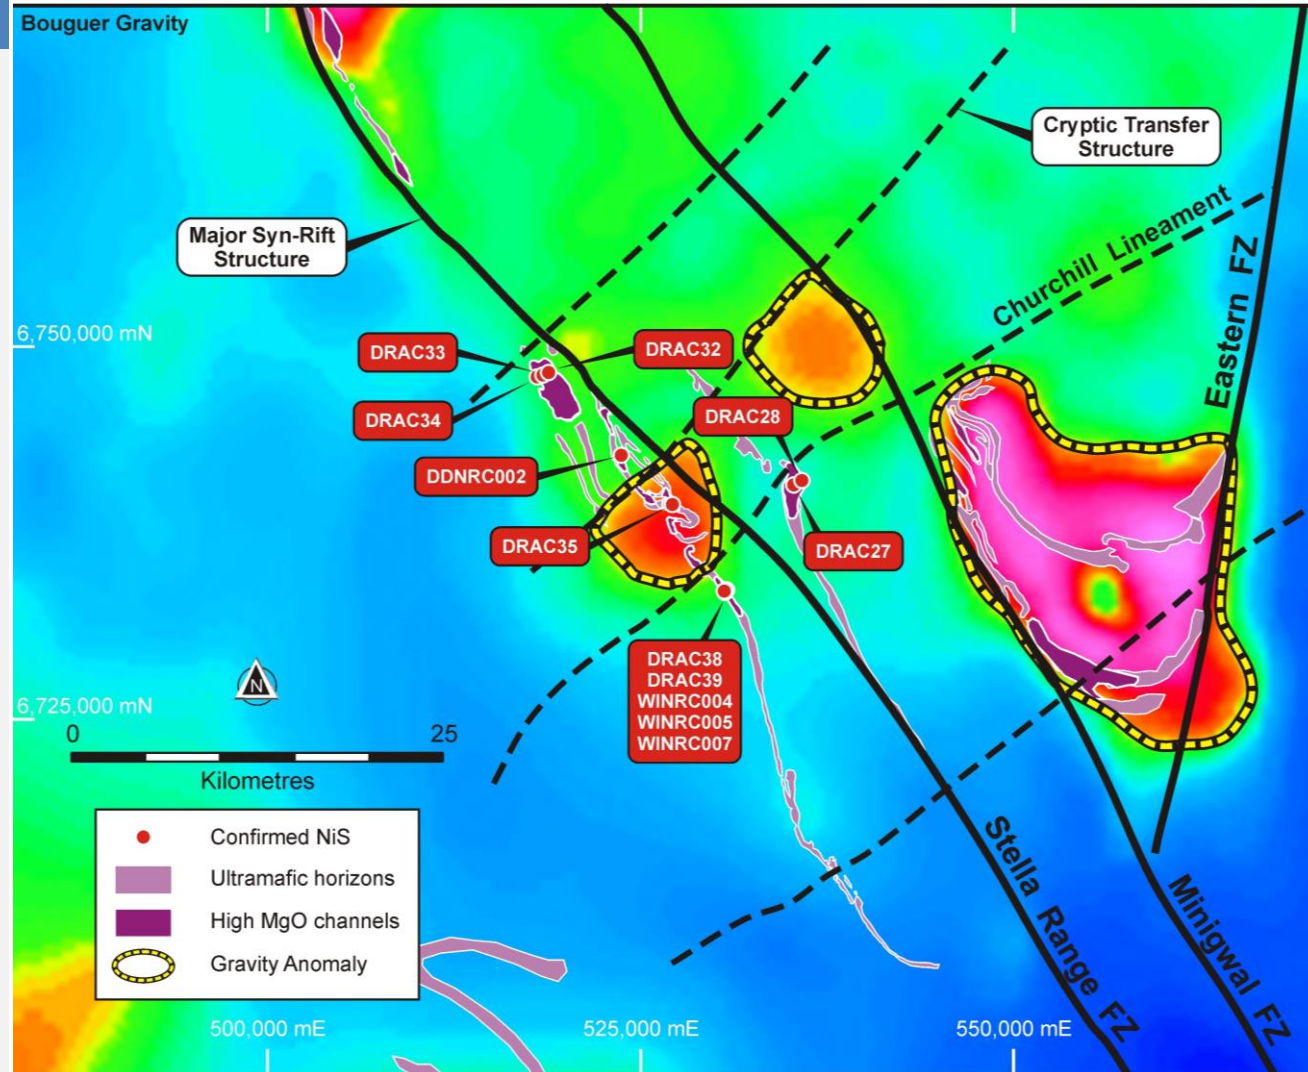 Bouguer Gravity
Cryptic Transfer
Structure
Major Syn-Rift
Structure
Churchill Lineament
Eastern FZ
6,750,000 mN
DRAC33
DRAC32
DRAC34
DRAC28
DDNRC002
DRAC35
DRAC27
DRAC38
DRAC39
WINRC004
WINRC005
WINRC007
N
6,725,000 mN
0 25
Kilometres
Confirmed NiS
Ultramafic horizons
High MgO channels
Gravity Anomaly
Stella Range FZ
Minigwal FZ
500,000 mE
525,000 mE
550,000 mE